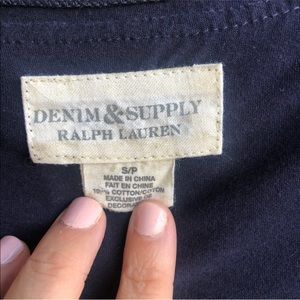 DENIM&SUPPLY
RALPH LAUREN
S/P
MADE IN CHINA
FAIT EN CHINE
100% COTTON/COTON
EXCLUSIVE OF